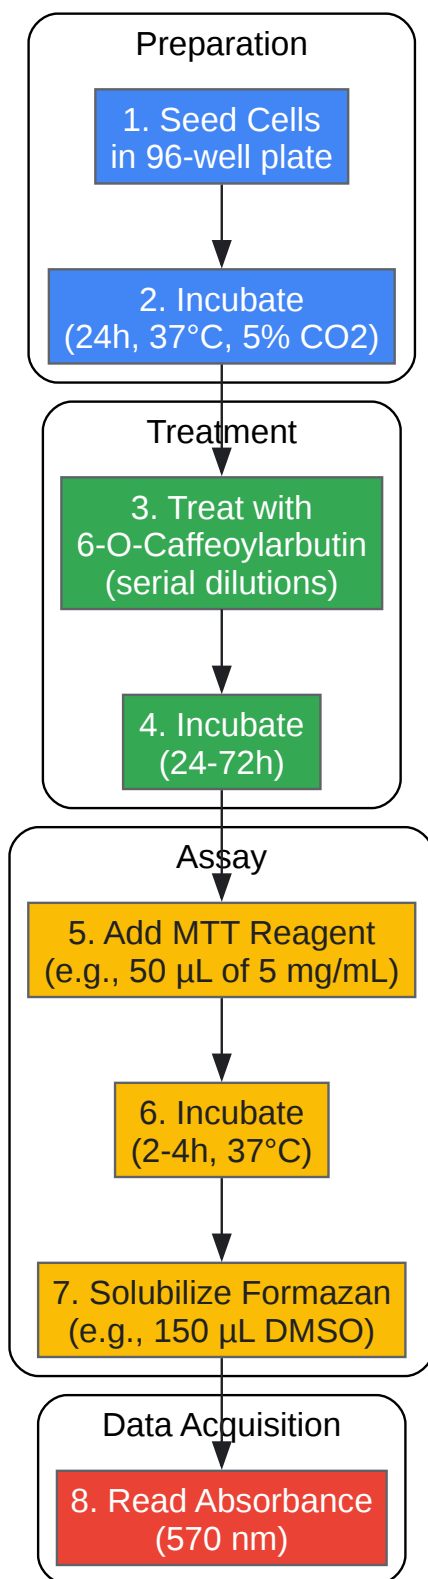 Preparation
1. Seed Cells
in 96-well plate
2. Incubate
(24h, 37°C, 5% CO2)
Treatment
3. Treat with
6-O-Caffeoylarbutin
(serial dilutions)
4. Incubate
(24-72h)
Assay
5. Add MTT Reagent
(e.g., 50 µL of 5 mg/mL)
6. Incubate
(2-4h, 37°C)
7. Solubilize Formazan
(e.g., 150 µL DMSO)
Data Acquisition
8. Read Absorbance
(570 nm)